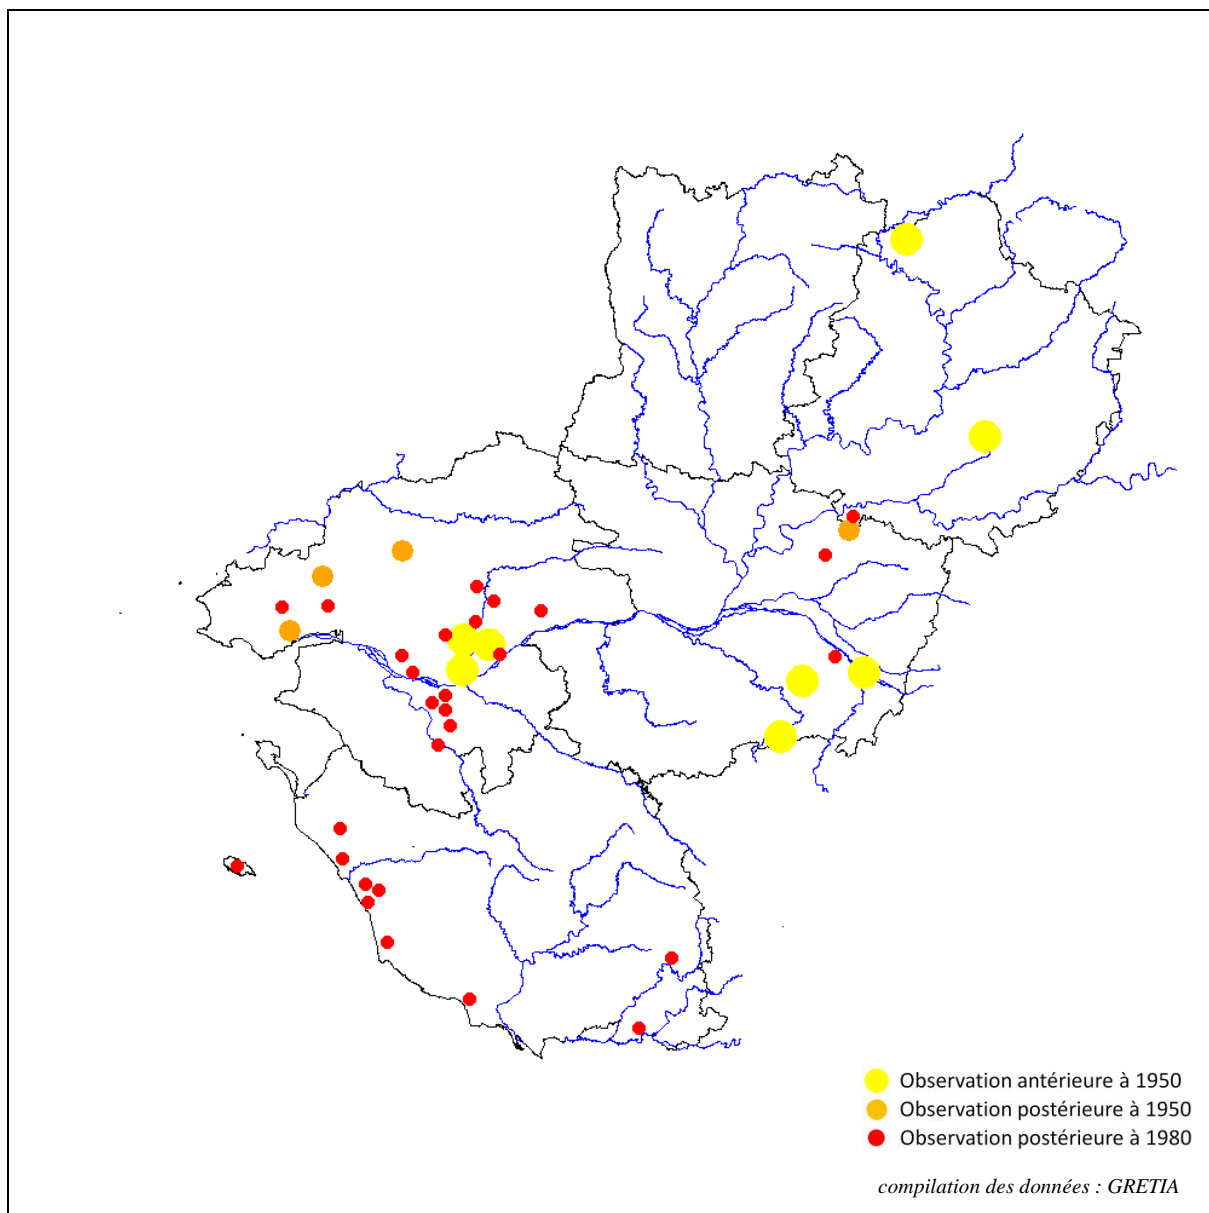 Observation antérieure à 1950
Observation postérieure à 1950
Observation postérieure à 1980
compilation des données : GRETIA